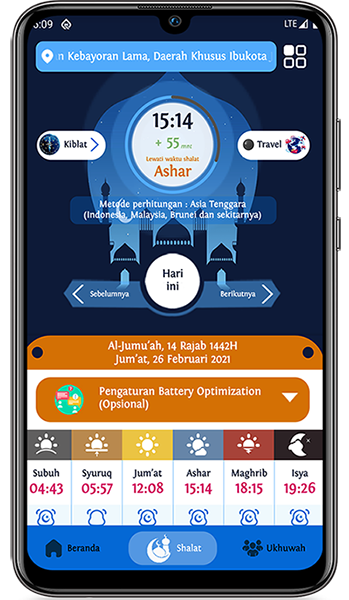 6:09
LTE
n Kebayoran Lama, Daerah Khusus Ibukota
15:14
+ 55 mnt
Lewati waktu shalat
Ashar
Kiblat
Travel
Metode perhitungan : Asia Tenggara
(Indonesia, Malaysia, Brunei dan sekitarnya)
Hari
ini
Sebelumnya
Berikutnya
Al-Jumu'ah, 14 Rajab 1442H
Jum'at, 26 Februari 2021
Pengaturan Battery Optimization
(Opsional)
Subuh
Syuruq
Jum'at
Ashar
Maghrib
Isya
04:43
05:57
12:08
15:14
18:15
19:26
Beranda
Shalat
Ukhuwah